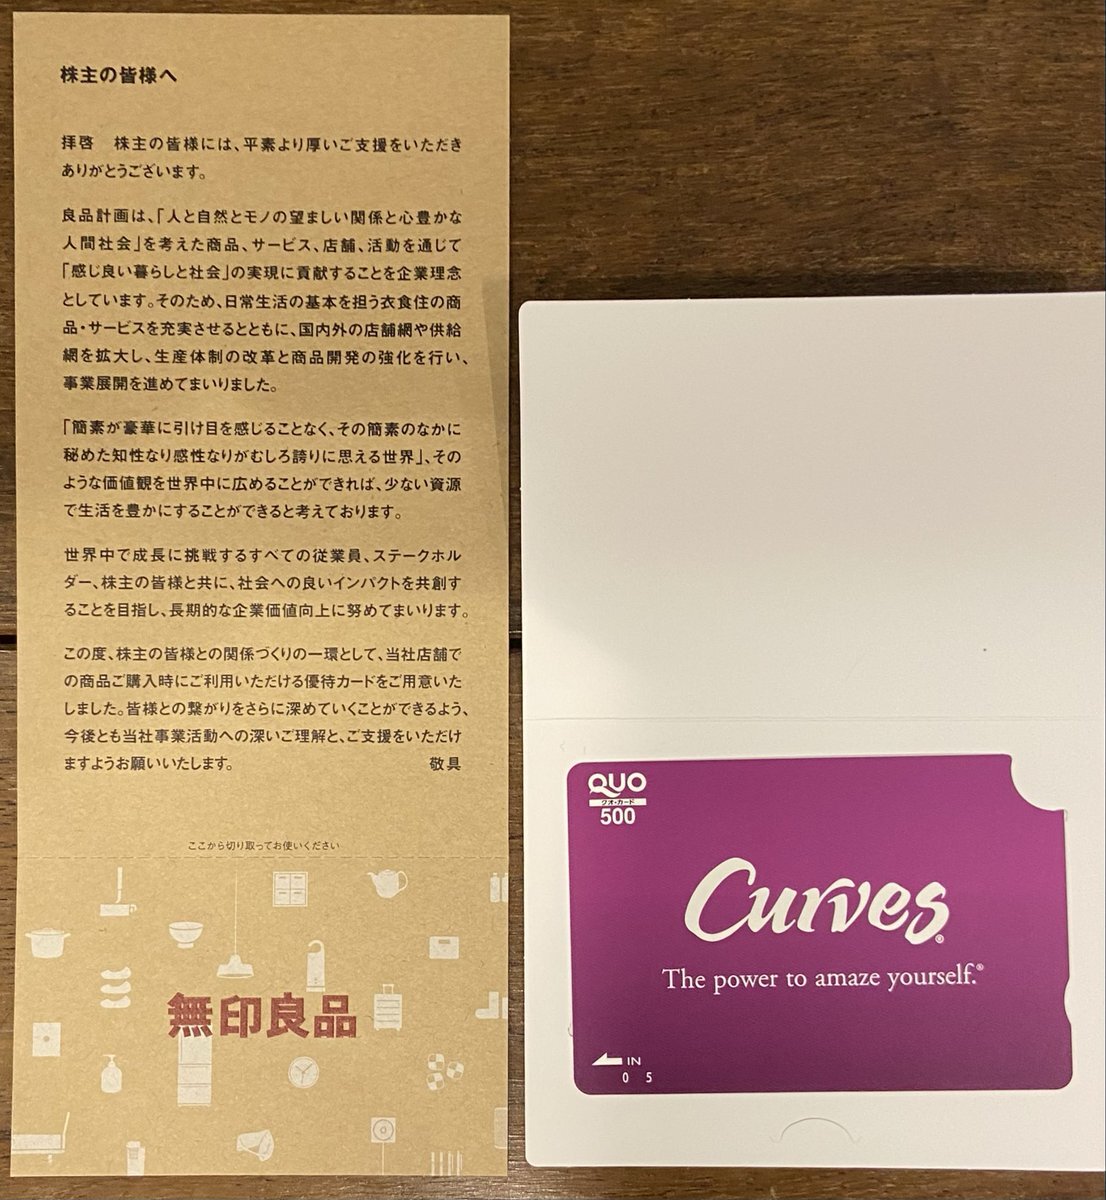 株主の皆様へ
拝啓　株主の皆様には、平素より厚いご支援をいただき
ありがとうございます。
良品計画は、「人と自然とモノの望ましい関係と心豊かな
人間社会」を考えた商品、サービス、店舗、活動を通じて
「感じ良い暮らしと社会」の実現に貢献することを企業理念
としています。そのため、日常生活の基本を担う衣食住の商
品・サービスを充実させるとともに、国内外の店舗網や供給
網を拡大し、生産体制の改革と商品開発の強化を行い、
事業展開を進めてまいりました。
「簡素が豪華に引け目を感じることなく、その簡素のなかに
秘めた知性なり感性なりがむしろ誇りに思える世界」、その
ような価値観を世界中に広めることができれば、少ない資源
で生活を豊かにすることができると考えております。
世界中で成長に挑戦するすべての従業員、ステークホル
ダー、株主の皆様と共に、社会への良いインパクトを共創す
ることを目指し、長期的な企業価値向上に努めてまいります。
この度、株主の皆様との関係づくりの一環として、当社店舗で
の商品ご購入時にご利用いただける優待カードをご用意いた
しました。皆様との繋がりをさらに深めていくことができるよう、
今後とも当社事業活動への深いご理解と、ご支援をいただけ
ますようお願いいたします。　敬具
ここから切り取ってお使いください
無印良品
QUO
クオ・カード
500
Curves®
The power to amaze yourself.®
IN
0 5